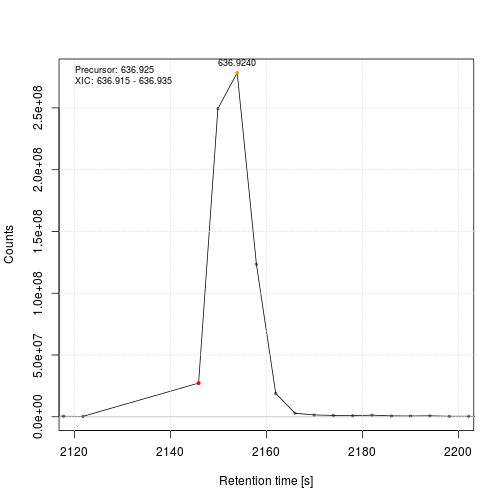 636.9240
Precursor: 636.925
XIC: 636.915 - 636.935
Counts
2.5e+08
2.0e+08
1.5e+08
1.0e+08
5.0e+07
0.0e+00
2120 2140 2160 2180 2200
Retention time [s]